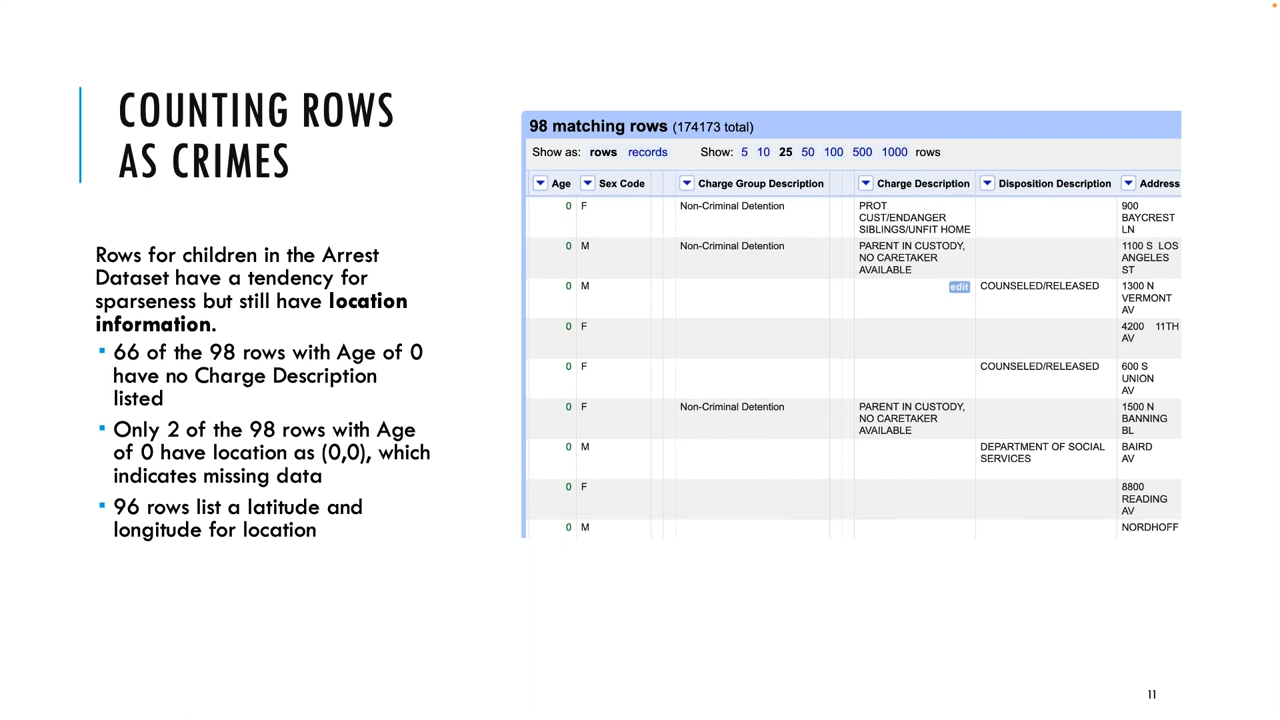 COUNTING ROWS
AS CRIMES
Rows for children in the Arrest
Dataset have a tendency for
sparseness but still have location
information.
▪ 66 of the 98 rows with Age of 0
have no Charge Description
listed
▪ Only 2 of the 98 rows with Age
of 0 have location as (0,0), which
indicates missing data
▪ 96 rows list a latitude and
longitude for location
98 matching rows (174173 total)
Show as: rows records Show: 5 10 25 50 100 500 1000 rows
Age Sex Code Charge Group Description Charge Description Disposition Description Address
0 F Non-Criminal Detention PROT 900
CUST/ENDANGER BAYCREST
SIBLINGS/UNFIT HOME LN
0 M Non-Criminal Detention PARENT IN CUSTODY, 1100 S LOS
NO CARETAKER ANGELES
AVAILABLE ST
0 M edit COUNSELED/RELEASED 1300 N
VERMONT
AV
0 F 4200 11TH
AV
0 F COUNSELED/RELEASED 600 S
UNION
AV
0 F Non-Criminal Detention PARENT IN CUSTODY, 1500 N
NO CARETAKER BANNING
AVAILABLE BL
0 M DEPARTMENT OF SOCIAL BAIRD
SERVICES AV
0 F 8800
READING
AV
0 M NORDHOFF
11